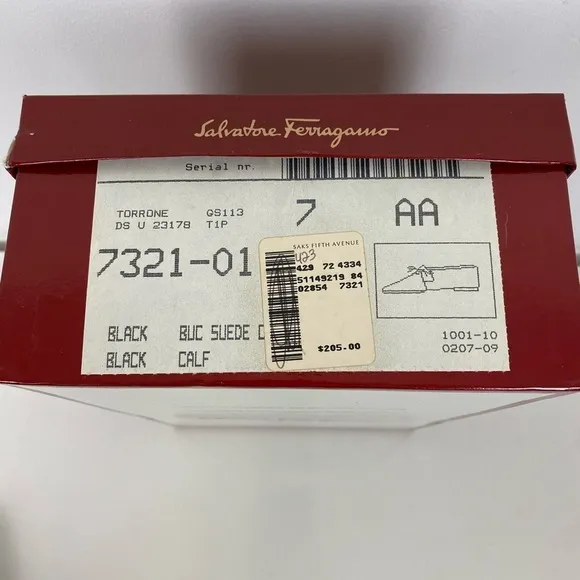 Salvatore Ferragamo
Serial nr.
TORRONE GS113 7 AA
DS U 23178 T1P
7321-01
SAKS FIFTH AVENUE
423
429 72 4334
51149219 84
02854 7321
$205.00
BLACK BUC SUEDE
BLACK CALF
1001-10
0207-09